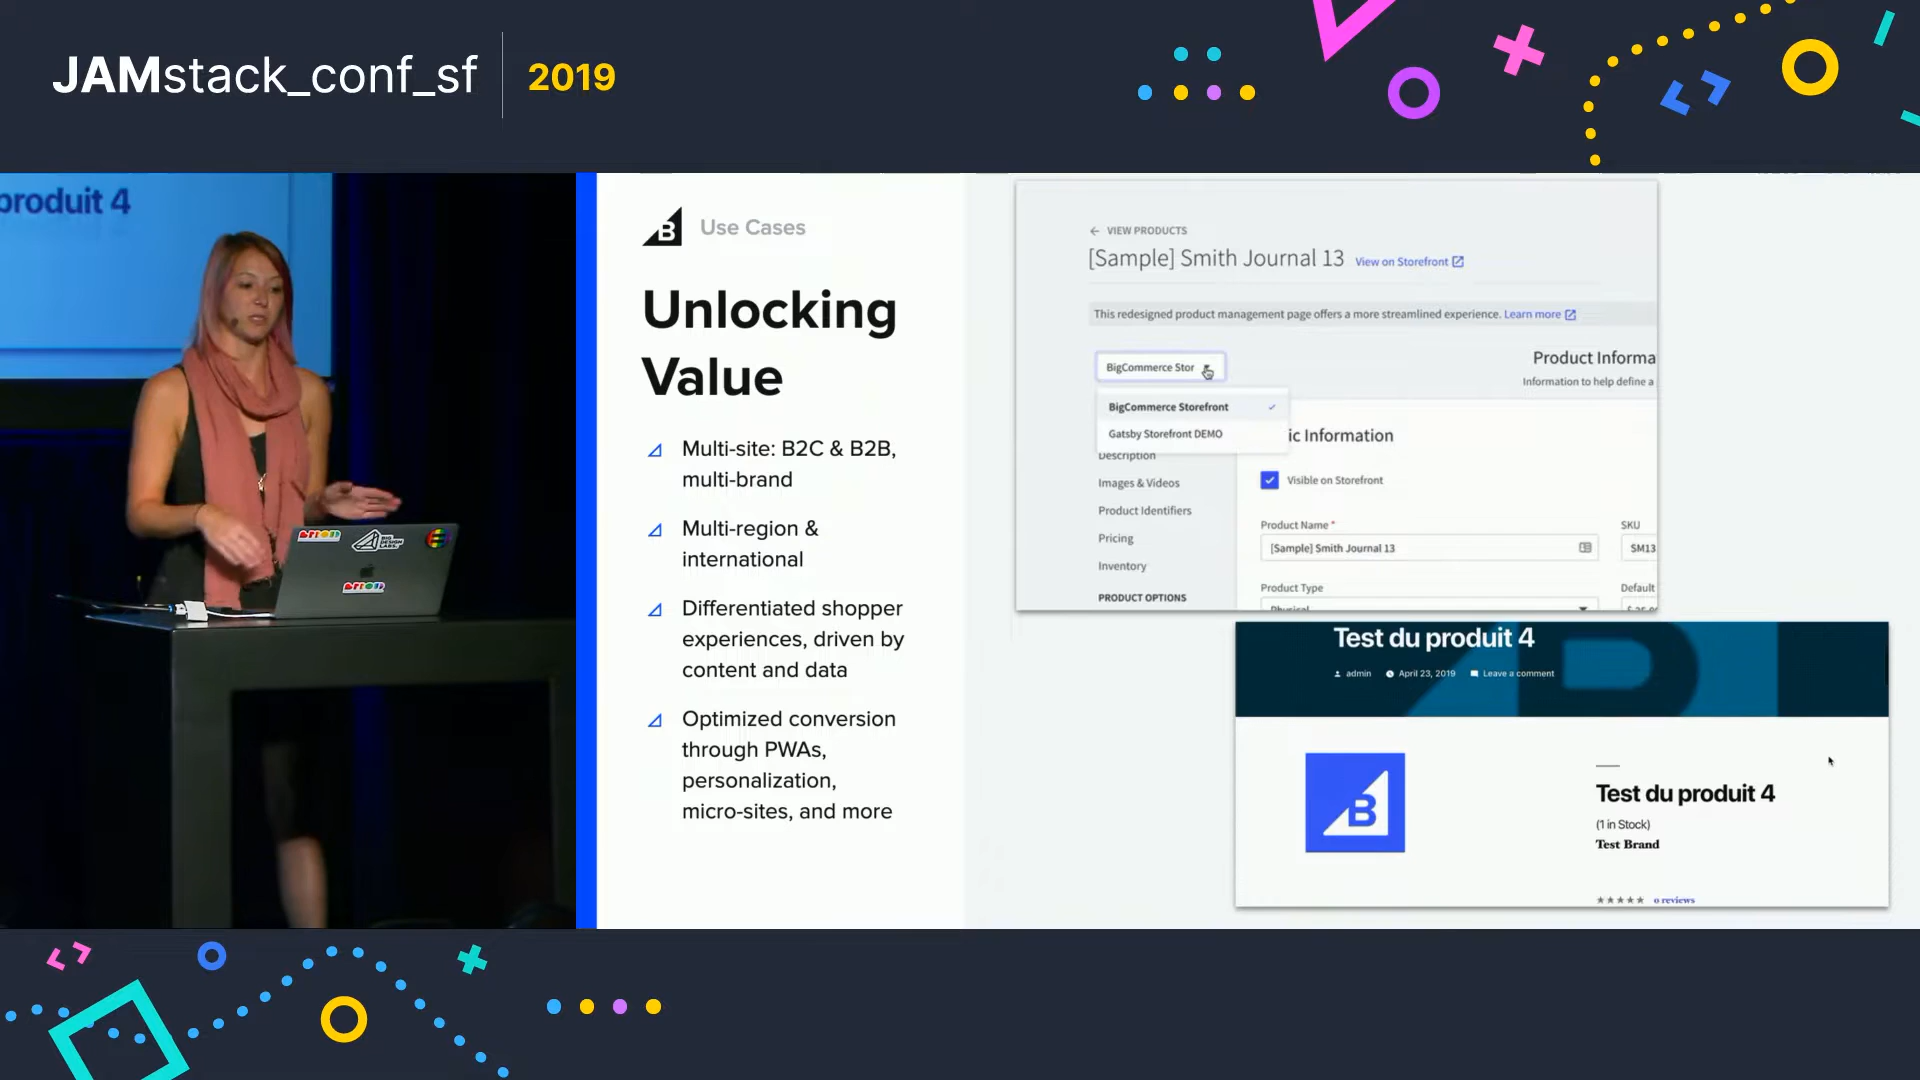 JAMstack_conf_sf
2019
produit 4
B
Use Cases
Unlocking
Value
Multi-site: B2C & B2B,
multi-brand
Multi-region &
international
Differentiated shopper
experiences, driven by
content and data
Optimized conversion
through PWAs,
personalization,
micro-sites, and more
VIEW PRODUCTS
[Sample] Smith Journal 13 View on Storefront
This redesigned product management page offers a more streamlined experience. Learn more
BigCommerce Stor
Product Informa
Information to help define a
BigCommerce Storefront
Gatsby Storefront DEMO
ic Information
Description
Images & Videos
Product Identifiers
Pricing
Inventory
PRODUCT OPTIONS
Visible on Storefront
Product Name *
SKU
[Sample] Smith Journal 13
SM13
Product Type
Default
Physical
Test du produit 4
admin April 23, 2019 Leave a comment
B
Test du produit 4
(1 in Stock)
Test Brand
0 reviews